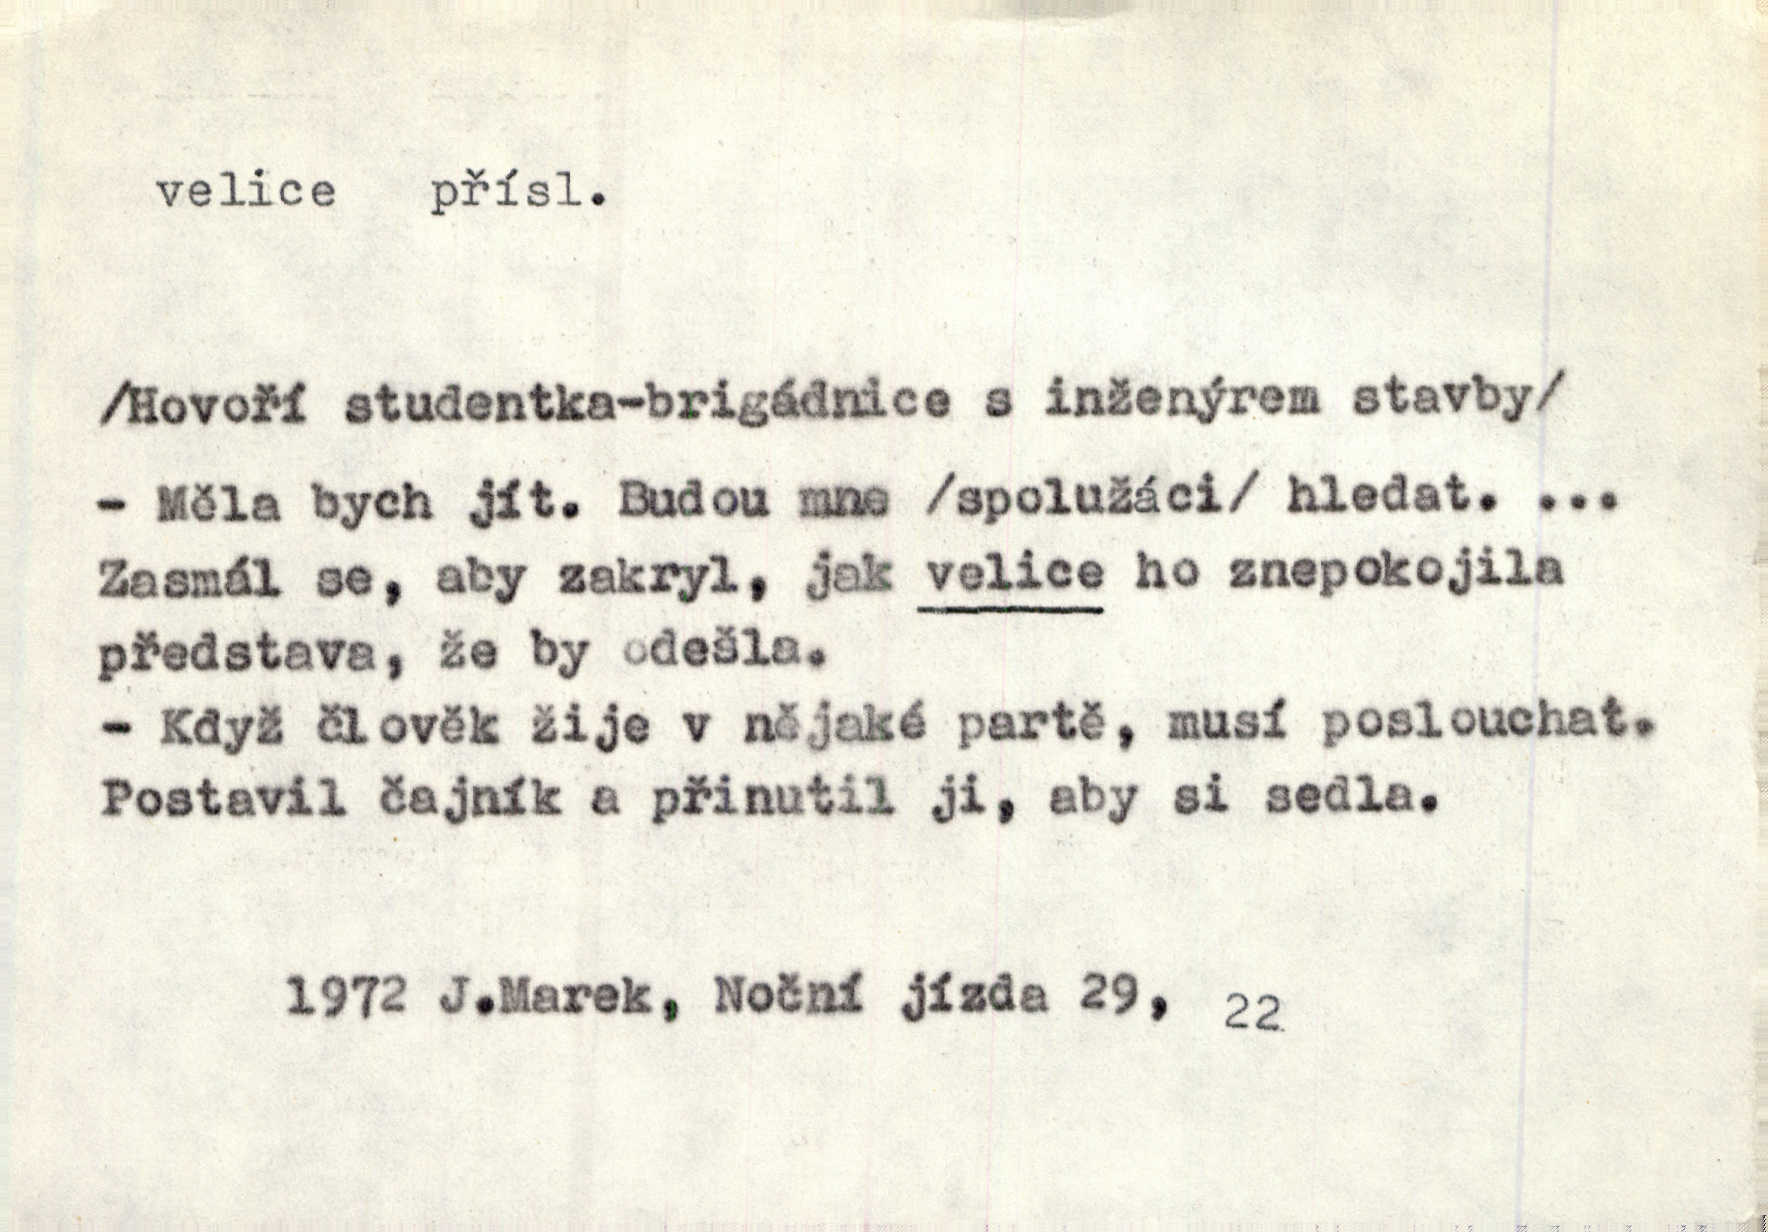 velice přísl.
/Hovoří studentka-brigádnice s inženýrem stavby/
- Měla bych jít. Budou mne /spolužáci/ hledat. ...
Zasmál se, aby zakryl, jak velice ho znepokojila
představa, že by odešla.
- Když člověk žije v nějaké partě, musí poslouchat.
Postavil čajník a přinutil ji, aby si sedla.
1972 J.Marek, Noční jízda 29, 22